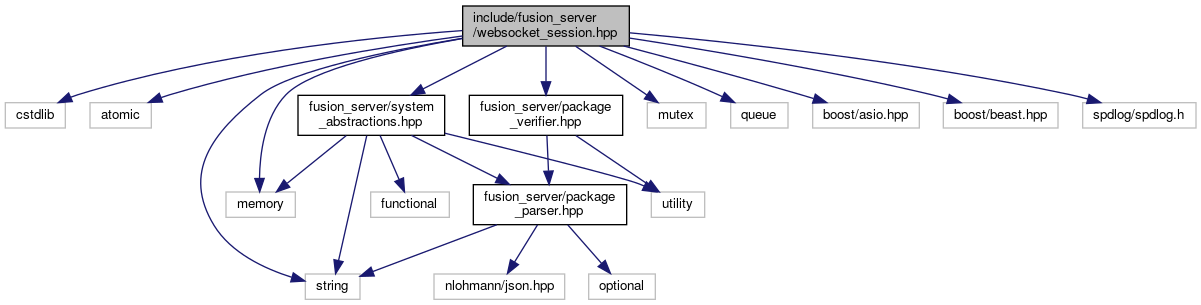 include/fusion_server
/websocket_session.hpp
cstdlib
atomic
fusion_server/system
_abstractions.hpp
fusion_server/package
_verifier.hpp
mutex
queue
boost/asio.hpp
boost/beast.hpp
spdlog/spdlog.h
memory
functional
fusion_server/package
_parser.hpp
utility
string
nlohmann/json.hpp
optional